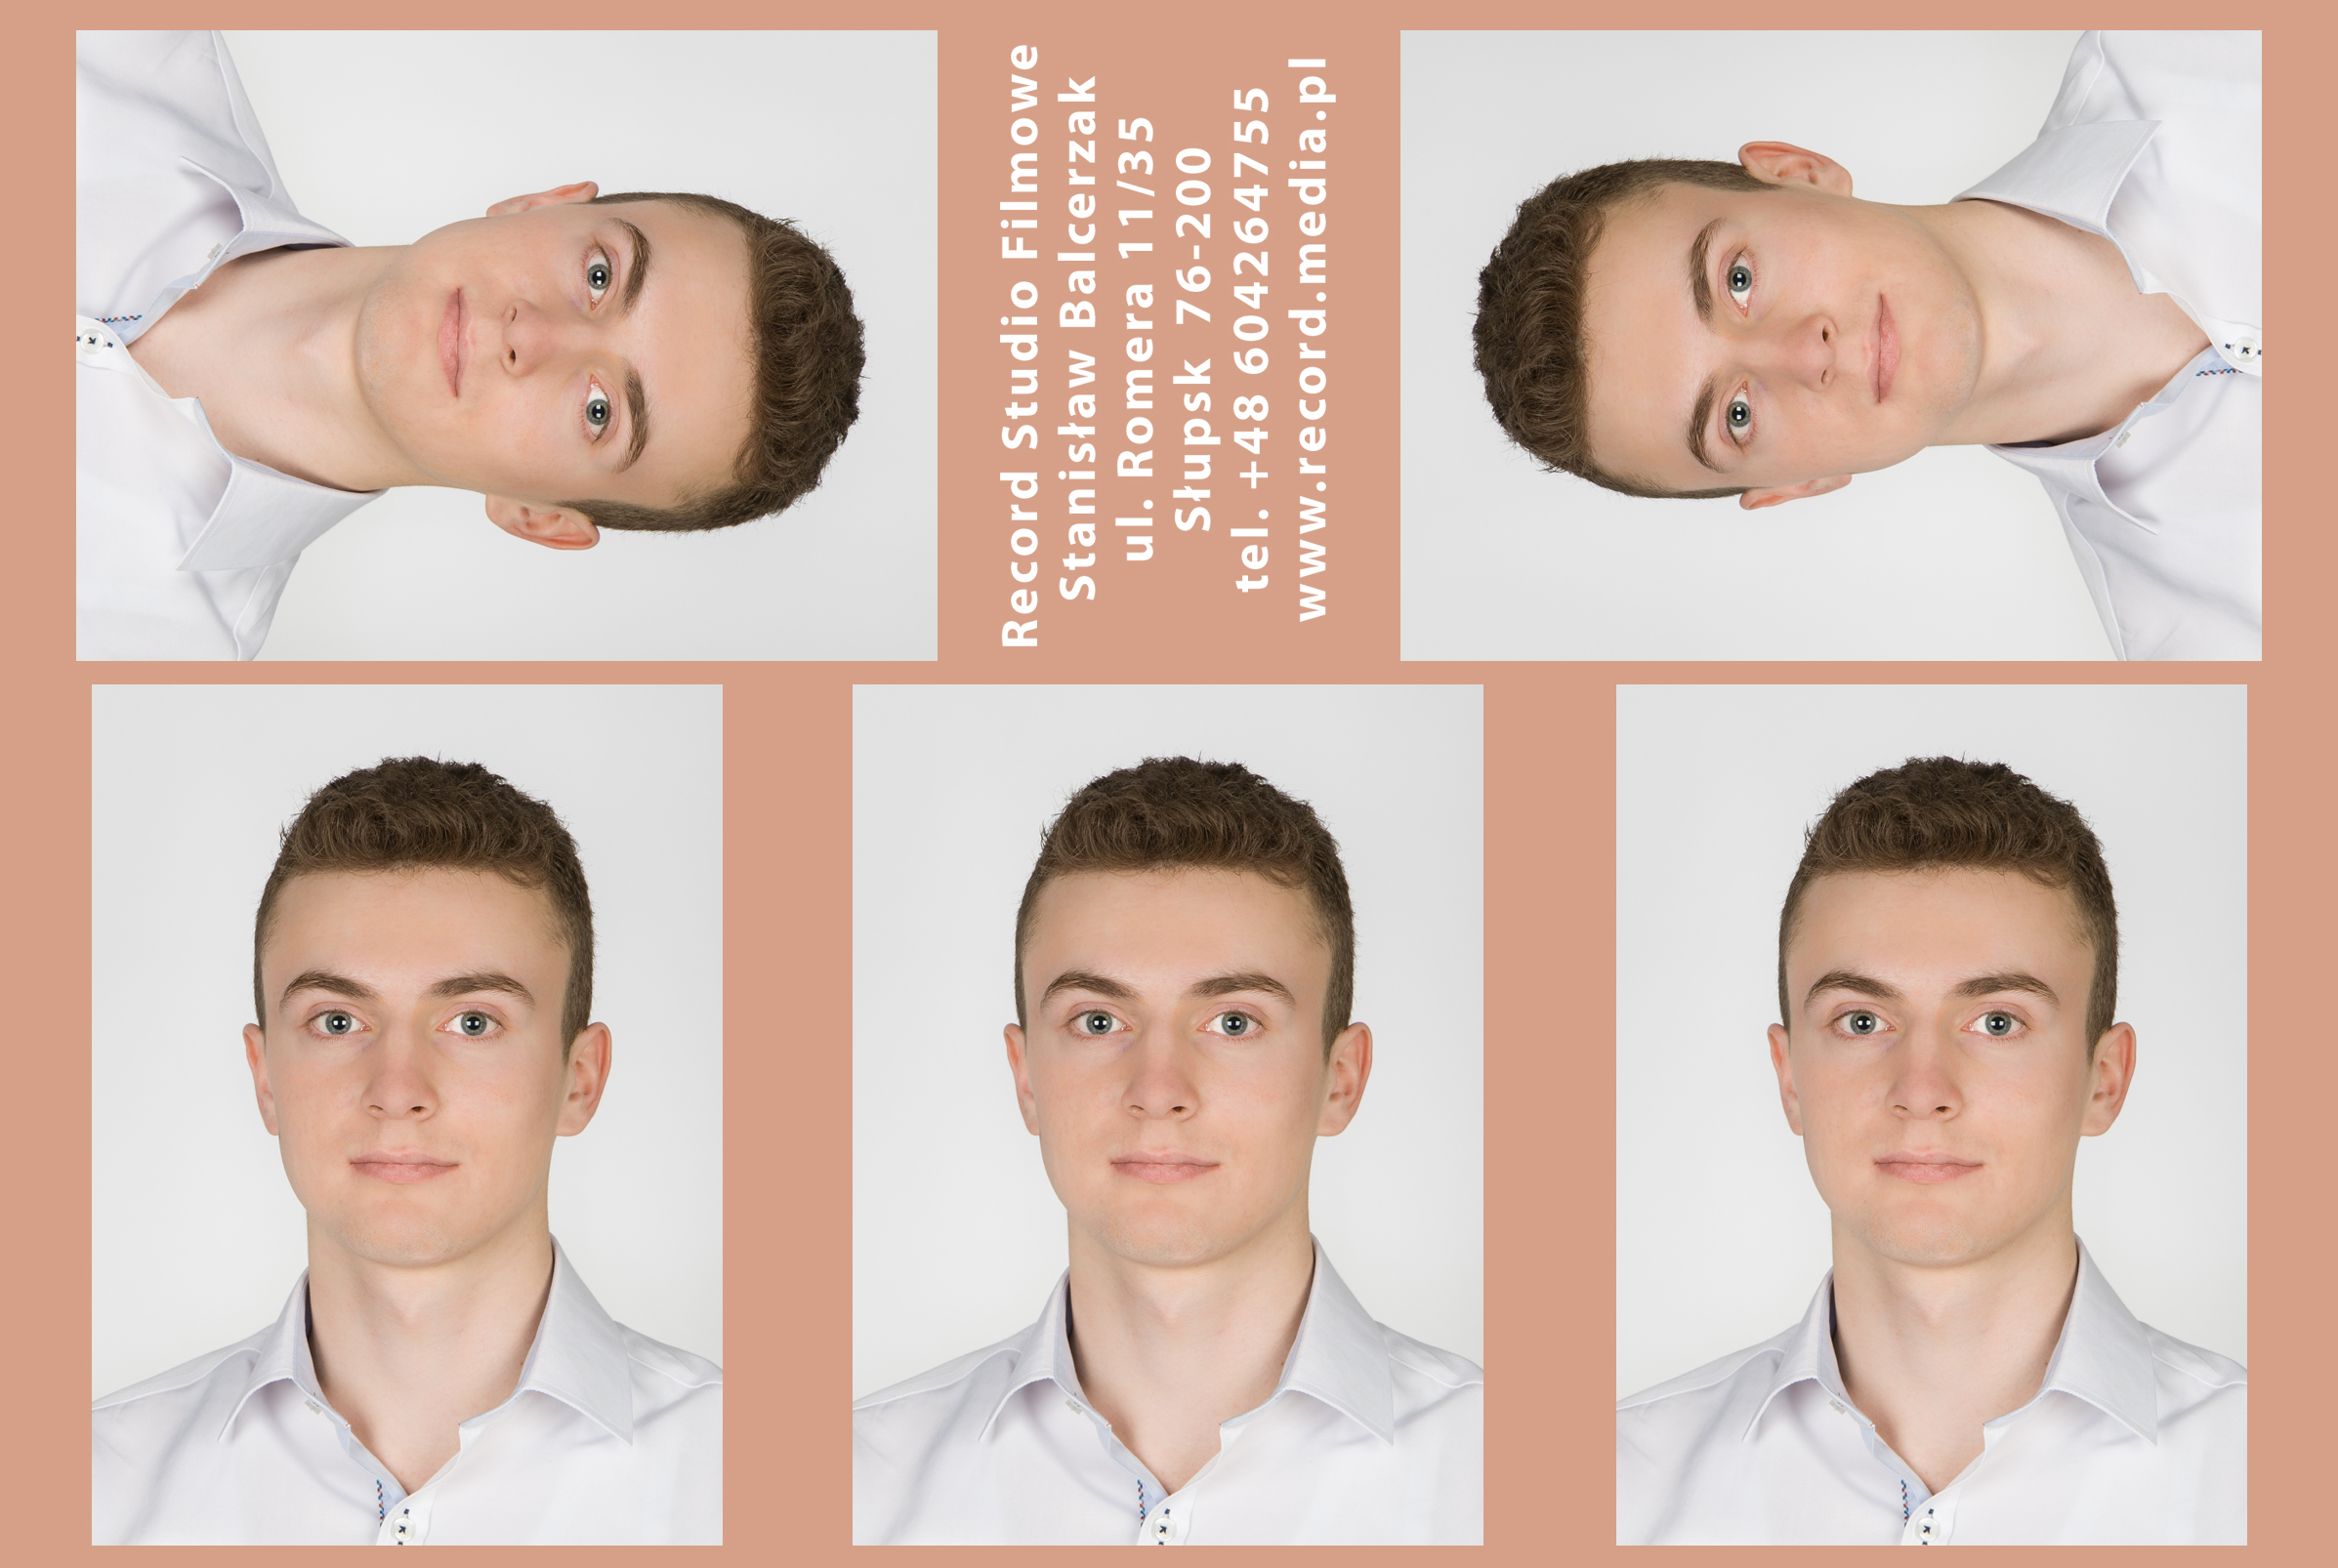 Record Studio Filmowe
Stanisław Balcerzak
ul. Romera 11/35
Słupsk 76-200
tel. +48 604264755
www.record.media.pl